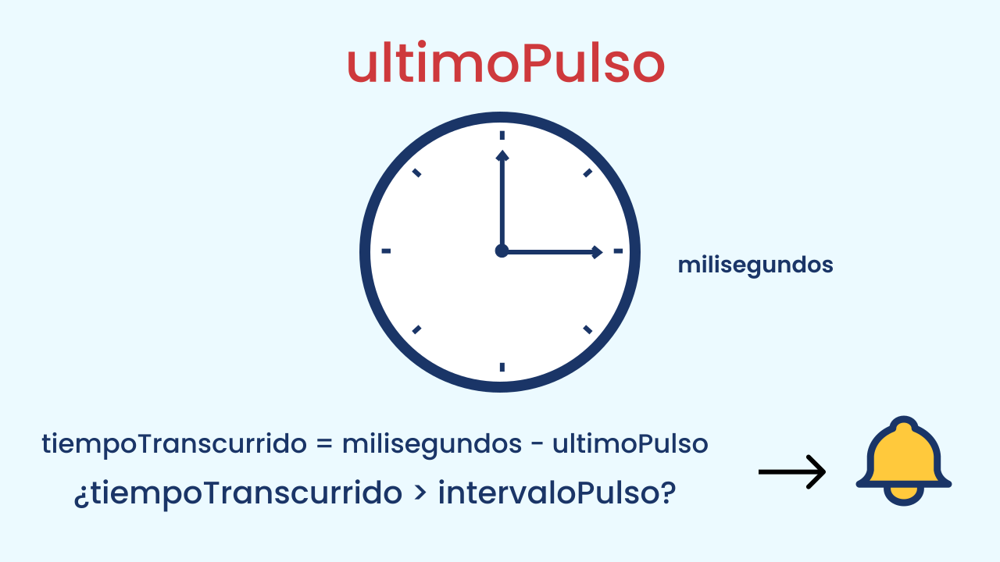 ultimoPulso
milisegundos
tiempoTranscurrido = milisegundos - ultimoPulso
¿tiempoTranscurrido > intervaloPulso?